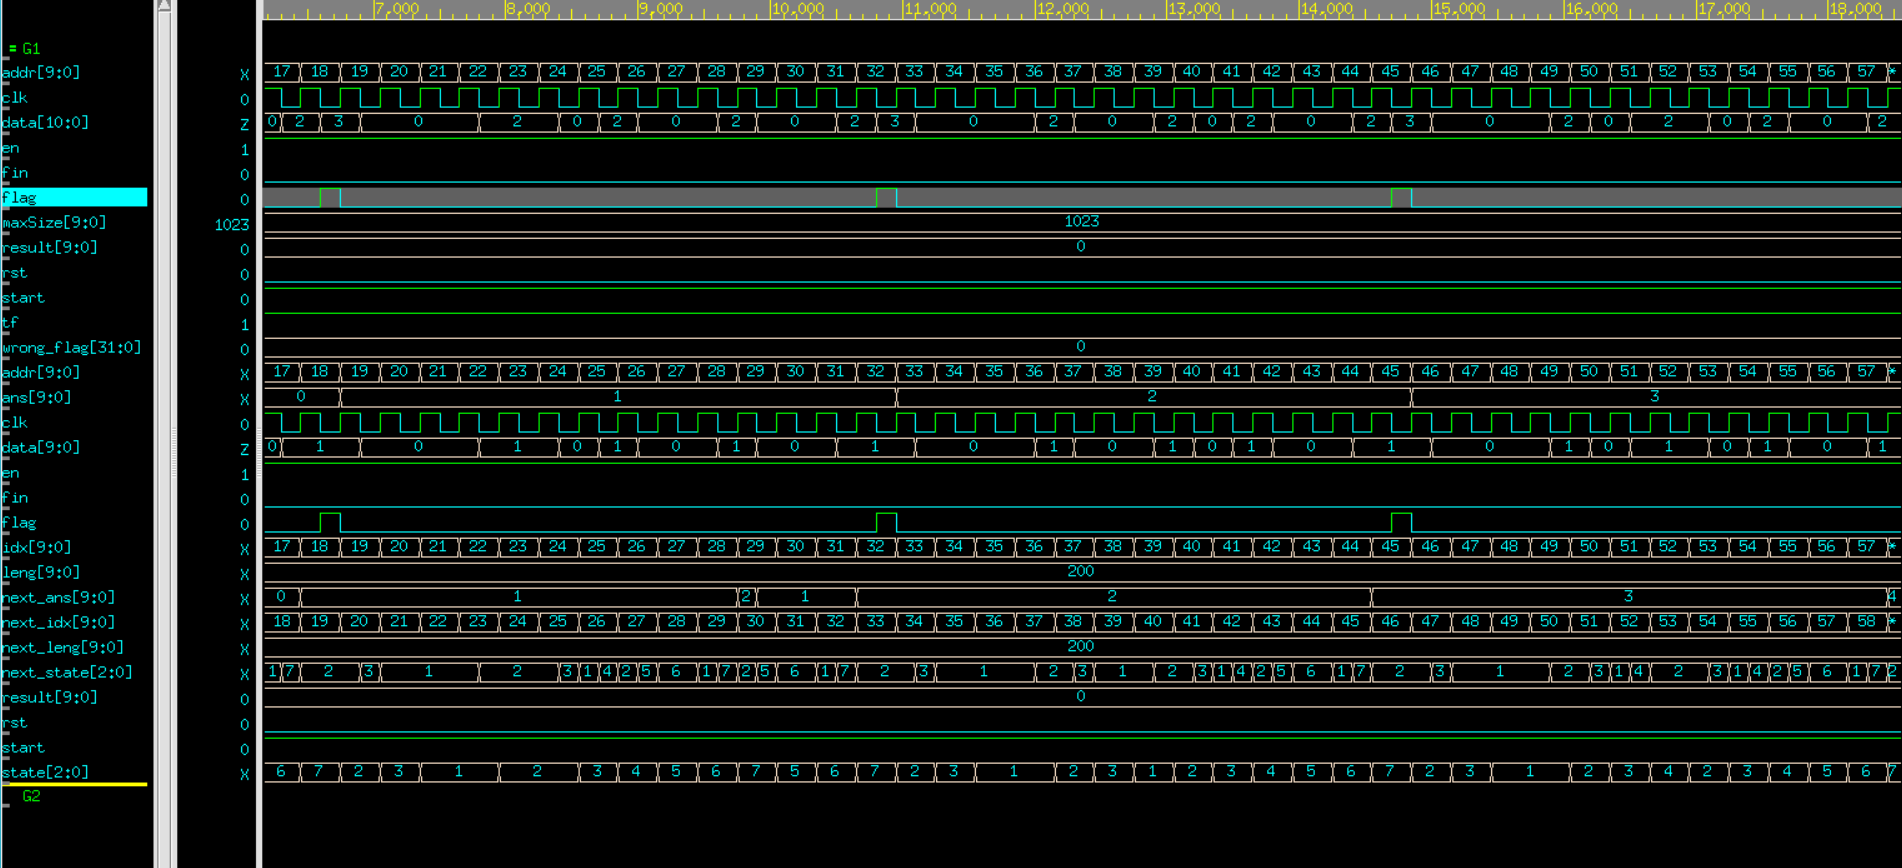 7,000 8,000 9,000 10,000 11,000 12,000 13,000 14,000 15,000 16,000 17,000 18,000
= G1
addr[9:0] X 17 18 19 20 21 22 23 24 25 26 27 28 29 30 31 32 33 34 35 36 37 38 39 40 41 42 43 44 45 46 47 48 49 50 51 52 53 54 55 56 57 *
clk 0
data[10:0] Z 0 2 3 0 2 0 2 0 2 0 2 3 0 2 0 2 0 2 0 2 3 0 2 0 2 0 2 0 2
en 1
fin 0
flag 0
maxSize[9:0] 1023 1023
result[9:0] 0 0
rst 0
start 0
tf 1
wrong_flag[31:0] 0 0
addr[9:0] X 17 18 19 20 21 22 23 24 25 26 27 28 29 30 31 32 33 34 35 36 37 38 39 40 41 42 43 44 45 46 47 48 49 50 51 52 53 54 55 56 57 *
ans[9:0] X 0 1 2 3
clk 0
data[9:0] Z 0 1 0 1 0 1 0 1 0 1 0 1 0 1 0 1 0 1 0 1 0 1 0 1 0 1
en 1
fin 0
flag 0
idx[9:0] X 17 18 19 20 21 22 23 24 25 26 27 28 29 30 31 32 33 34 35 36 37 38 39 40 41 42 43 44 45 46 47 48 49 50 51 52 53 54 55 56 57 *
leng[9:0] X 200
next_ans[9:0] X 0 1 2 1 2 3 4
next_idx[9:0] X 18 19 20 21 22 23 24 25 26 27 28 29 30 31 32 33 34 35 36 37 38 39 40 41 42 43 44 45 46 47 48 49 50 51 52 53 54 55 56 57 58 *
next_leng[9:0] X 200
next_state[2:0] X 1 7 2 3 1 2 3 1 4 2 5 6 1 7 2 5 6 1 7 2 3 1 2 3 1 2 3 1 4 2 5 6 1 7 2 3 1 2 3 1 4 2 3 1 4 2 5 6 1 7 2
result[9:0] 0 0
rst 0
start 0
state[2:0] X 6 7 2 3 1 2 3 4 5 6 7 5 6 7 2 3 1 2 3 1 2 3 4 5 6 7 2 3 1 2 3 4 2 3 4 5 6 7
G2